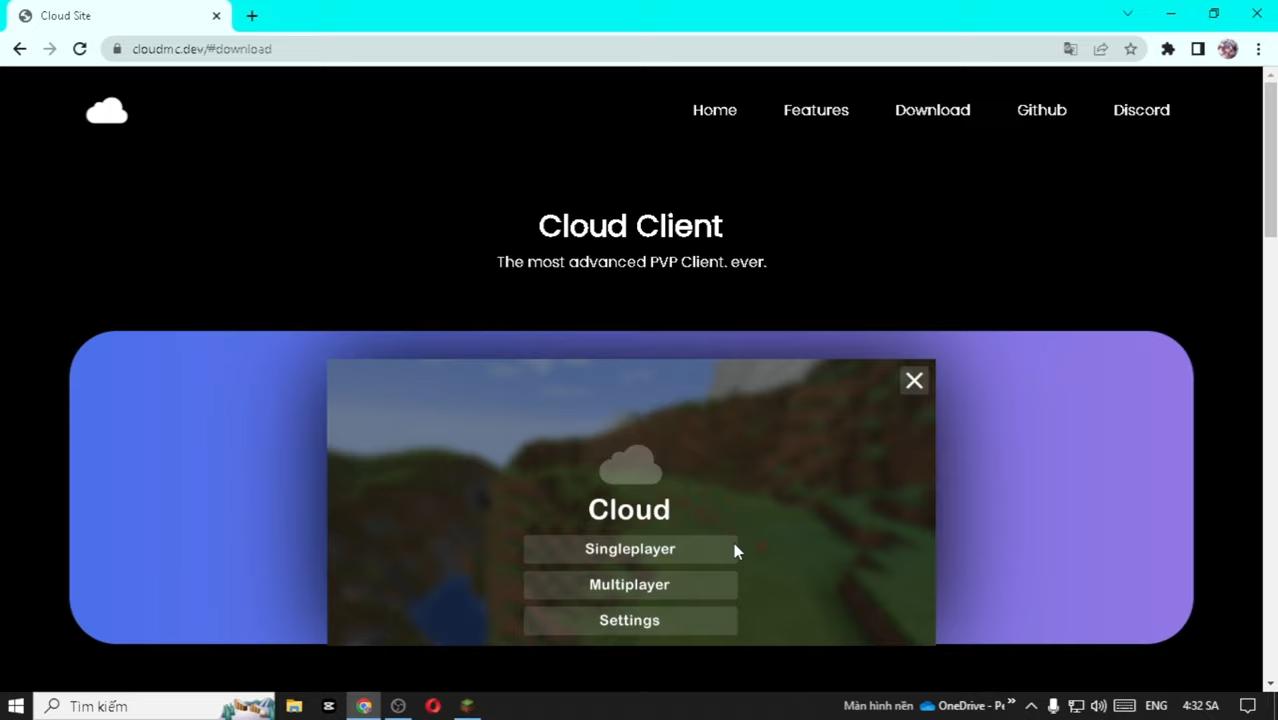 Cloud Site
cloudmc.dev/#download
Home Features Download Github Discord
Cloud Client
The most advanced PVP Client. ever.
Cloud
Singleplayer
Multiplayer
Settings
Tìm kiếm
Màn hình nền
OneDrive - Pe
ENG
4:32 SA